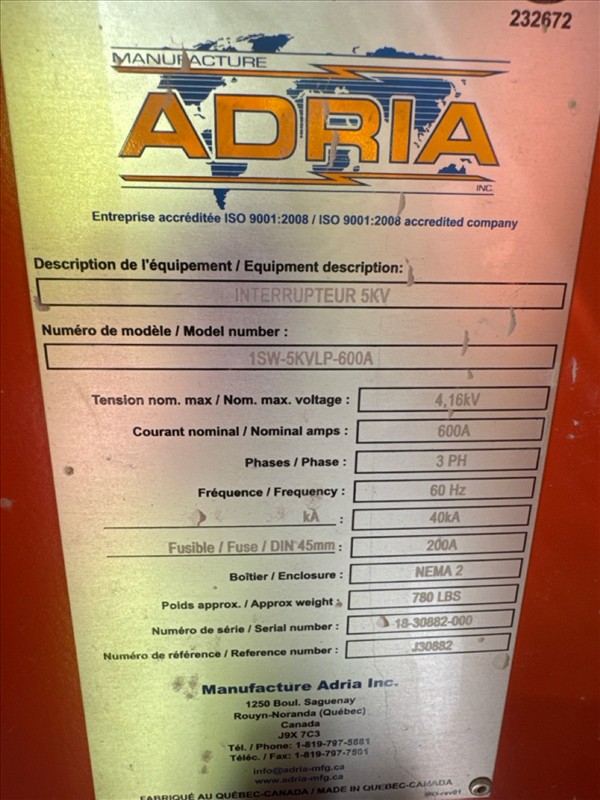 232672
MANUFACTURE
ADRIA
INC.
Entreprise accréditée ISO 9001:2008 / ISO 9001:2008 accredited company
Description de l'équipement / Equipment description:
INTERRUPTEUR 5KV
Numéro de modèle / Model number :
1SW-5KVLP-600A
Tension nom. max / Nom. max. voltage : 4,16kV
Courant nominal / Nominal amps : 600A
Phases / Phase : 3 PH
Fréquence / Frequency : 60 Hz
kA : 40kA
Fusible / Fuse / DIN 45mm : 200A
Boîtier / Enclosure : NEMA 2
Poids approx. / Approx weight : 780 LBS
Numéro de série / Serial number : 18-30882-000
Numéro de référence / Reference number : J30882
Manufacture Adria Inc.
1250 Boul. Saguenay
Rouyn-Noranda (Québec)
Canada
J9X 7C3
Tél. / Phone: 1-819-797-5681
Téléc. / Fax: 1-819-797-7501
info@adria-mfg.ca
www.adria-mfg.ca
FABRIQUÉ AU QUÉBEC-CANADA / MADE IN QUEBEC-CANADA